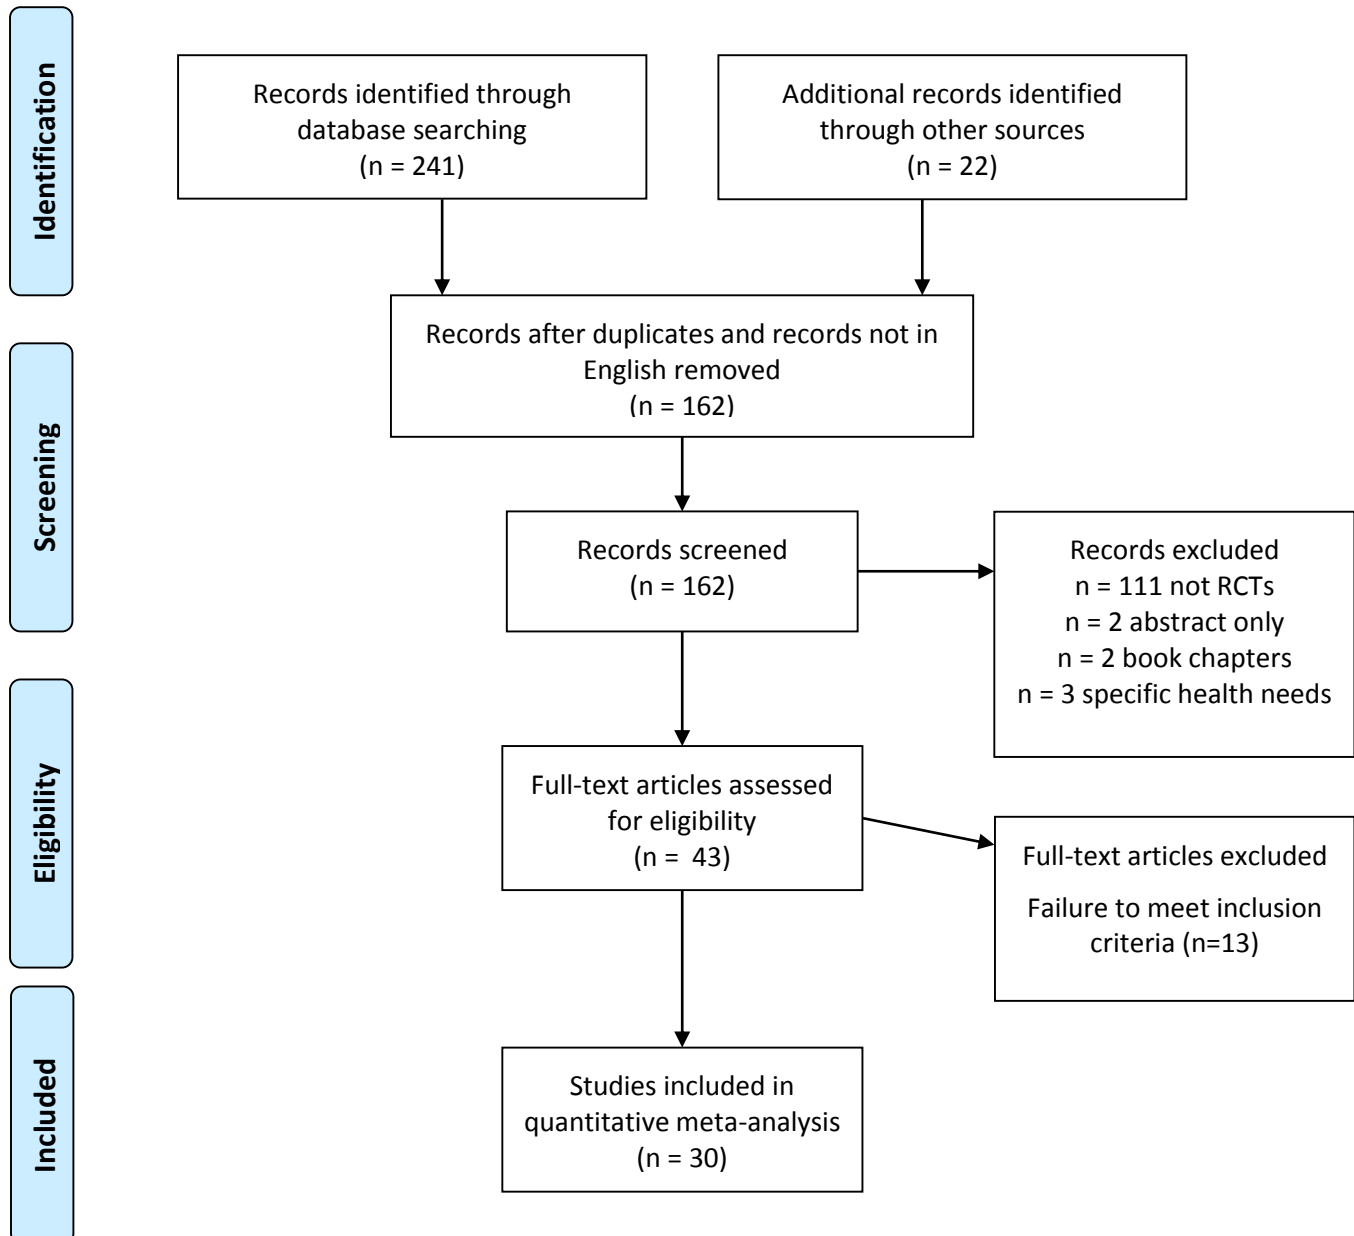 Identification
Records identified through
database searching
(n = 241)
Additional records identified
through other sources
(n = 22)
Records after duplicates and records not in
English removed
(n = 162)
Screening
Records screened
(n = 162)
Records excluded
n = 111 not RCTs
n = 2 abstract only
n = 2 book chapters
n = 3 specific health needs
Eligibility
Full-text articles assessed
for eligibility
(n =  43)
Full-text articles excluded
Failure to meet inclusion
criteria (n=13)
Included
Studies included in
quantitative meta-analysis
(n = 30)